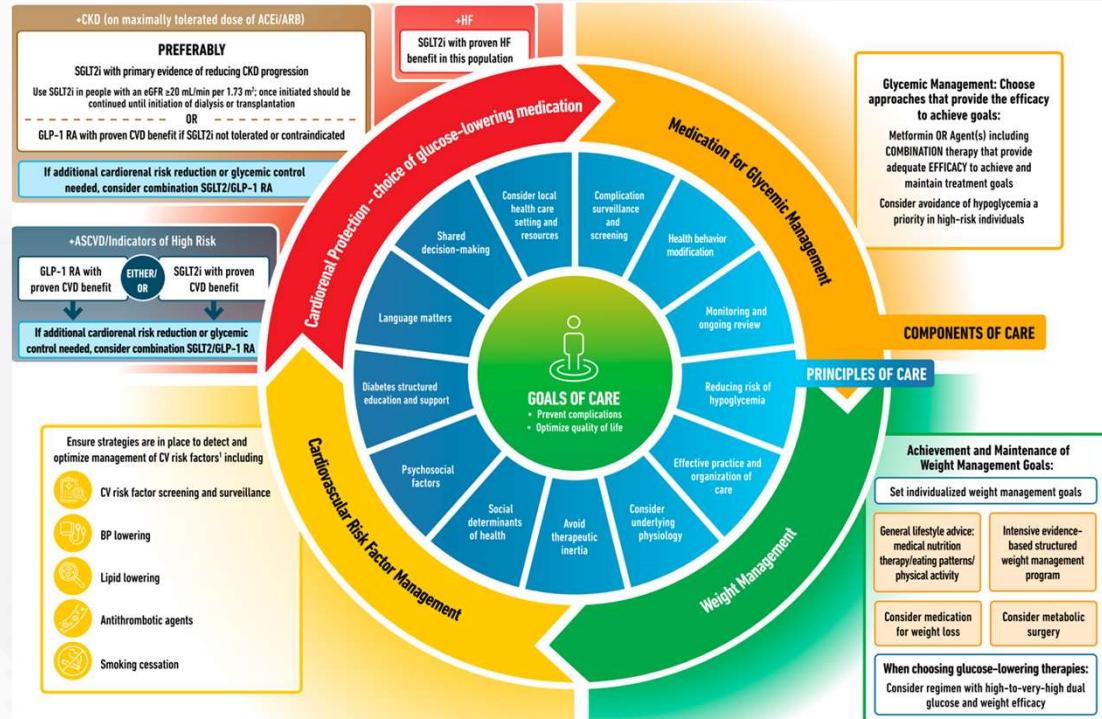 +CKD (on maximally tolerated dose of ACEi/ARB)
PREFERABLY
SGLT2i with primary evidence of reducing CKD progression
Use SGLT2i in people with an eGFR ≥20 mL/min per 1.73 m²; once initiated should be
continued until initiation of dialysis or transplantation
OR
GLP-1 RA with proven CVD benefit if SGLT2i not tolerated or contraindicated
If additional cardiorenal risk reduction or glycemic control
needed, consider combination SGLT2/GLP-1 RA
+HF
SGLT2i with proven HF
benefit in this population
+ASCVD/Indicators of High Risk
GLP-1 RA with
proven CVD benefit
EITHER/
OR
SGLT2i with proven
CVD benefit
If additional cardiorenal risk reduction or glycemic
control needed, consider combination SGLT2/GLP-1 RA
Ensure strategies are in place to detect and
optimize management of CV risk factors¹ including
CV risk factor screening and surveillance
BP lowering
Lipid lowering
Antithrombotic agents
Smoking cessation
Cardiorenal Protection - choice of glucose-lowering medication
Medication for Glycemic Management
Weight Management
Cardiovascular Risk Factor Management
Consider local
health care
setting and
resources
Complication
surveillance
and
screening
Health behavior
modification
Monitoring and
ongoing review
Reducing risk of
hypoglycemia
Effective practice and
organization of
care
Consider
underlying
physiology
Avoid
therapeutic
inertia
Social
determinants
of health
Psychosocial
factors
Diabetes structured
education and support
Language matters
Shared
decision-making
GOALS OF CARE
• Prevent complications
• Optimize quality of life
Glycemic Management: Choose
approaches that provide the efficacy
to achieve goals:
Metformin OR Agent(s) including
COMBINATION therapy that provide
adequate EFFICACY to achieve and
maintain treatment goals
Consider avoidance of hypoglycemia a
priority in high-risk individuals
COMPONENTS OF CARE
PRINCIPLES OF CARE
Achievement and Maintenance of
Weight Management Goals:
Set individualized weight management goals
General lifestyle advice:
medical nutrition
therapy/eating patterns/
physical activity
Intensive evidence-
based structured
weight management
program
Consider medication
for weight loss
Consider metabolic
surgery
When choosing glucose-lowering therapies:
Consider regimen with high-to-very-high dual
glucose and weight efficacy